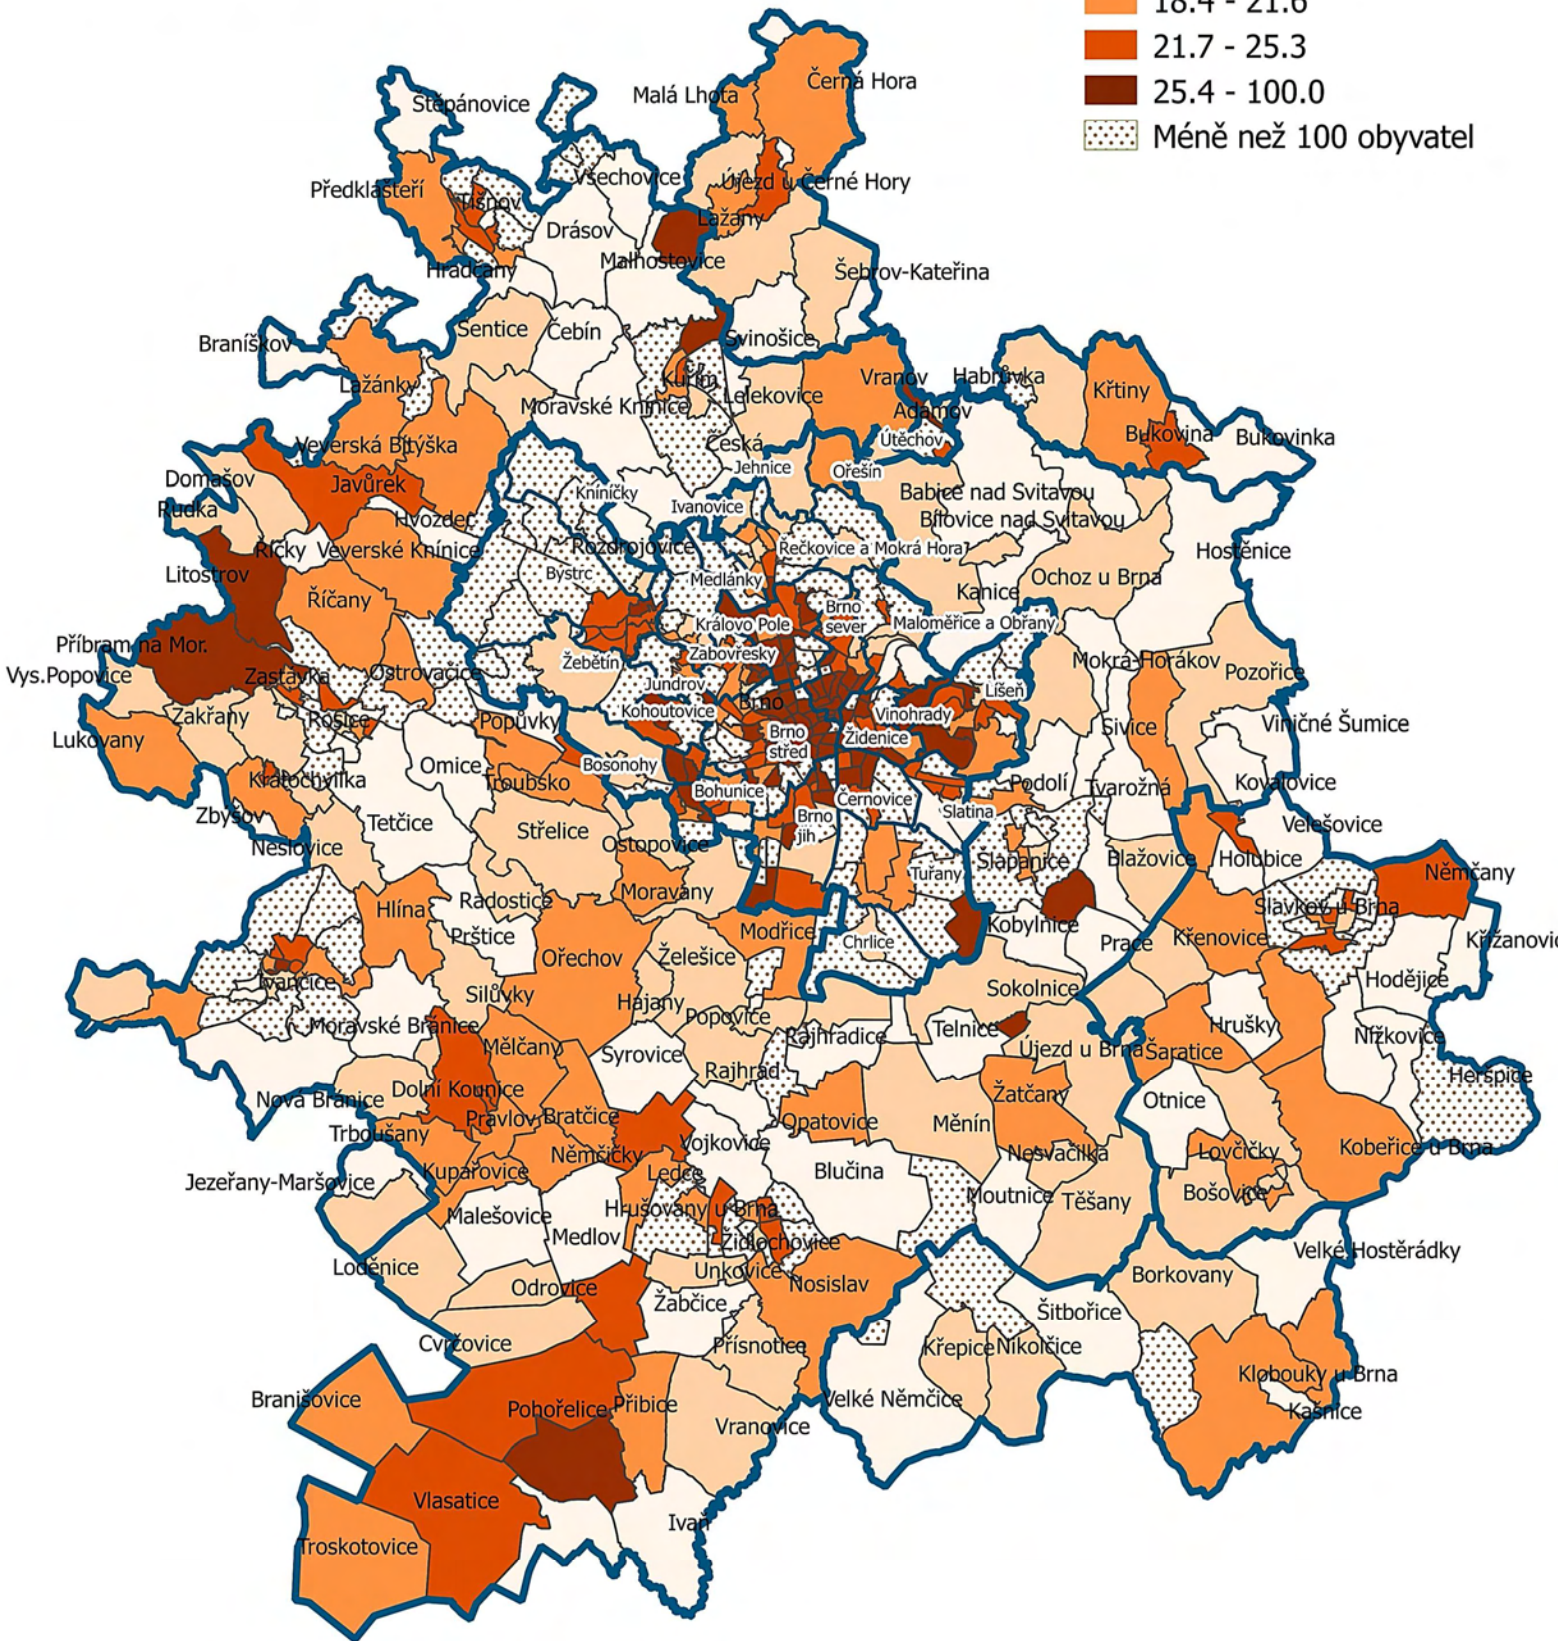 18.4 - 21.6
21.7 - 25.3
25.4 - 100.0
Méně než 100 obyvatel
Černá Hora
Malá Lhota
Štěpánovice
Všechovice
Újezd u Černé Hory
Předklášteří
Tišnov
Lažany
Drásov
Malhostovice
Hradčany
Šebrov-Kateřina
Šentice
Čebín
Svinošice
Braníškov
Lažánky
Kuřim
Lelekovice
Vranov
Habrůvka
Křtiny
Moravské Knínice
Adamov
Bukovina
Bukovinka
Veverská Bítýška
Česká
Útěchov
Jehnice
Ořešín
Domašov
Javůrek
Kníničky
Babice nad Svitavou
Rudka
Hvozdec
Ivanovice
Bílovice nad Svitavou
Říčky
Veverské Knínice
Rozdrojovice
Řečkovice a Mokrá Hora
Hostěnice
Litostrov
Bystrc
Medlánky
Ochoz u Brna
Říčany
Kanice
Brno
sever
Královo Pole
Maloměřice a Obřany
Příbram na Mor.
Žabovřesky
Žebětín
Mokrá-Horákov
Pozořice
Vys.Popovice
Zastávka
Ostrovačice
Jundrov
Líšeň
Kohoutovice
Brno
Vinohrady
Zakřany
Rosice
Popůvky
Sivice
Viničné Šumice
Lukovany
Brno
střed
Židenice
Omice
Bosonohy
Kratochvilka
Troubsko
Podolí
Tvarožná
Kovalovice
Bohunice
Černovice
Zbýšov
Tetčice
Střelice
Brno
jih
Slatina
Velešovice
Neslovice
Ostopovice
Šlapanice
Blažovice
Holubice
Tuřany
Němčany
Moravany
Radostice
Hlína
Slavkov u Brna
Prštice
Modřice
Chrlice
Kobylnice
Prace
Křenovice
Křižanovic
Ořechov
Želešice
Ivančice
Silůvky
Hajany
Popovice
Sokolnice
Hodějice
Moravské Bránice
Rajhradice
Telnice
Hrušky
Nížkovice
Mělčany
Syrovice
Újezd u Brna
Šaratice
Rajhrad
Heršpice
Nová Bránice
Dolní Kounice
Žatčany
Otnice
Pravlov
Bratčice
Opatovice
Měnín
Trboušany
Vojkovice
Němčičky
Nesvačilka
Lovčičky
Kobeřice u Brna
Kupařovice
Ledce
Blučina
Jezeřany-Maršovice
Moutnice
Těšany
Bošovice
Malešovice
Hrušovany u Brna
Medlov
Židlochovice
Velké Hostěrádky
Loděnice
Unkovice
Nosislav
Borkovany
Odrovice
Žabčice
Šitbořice
Cvrčovice
Přísnotice
Křepice
Nikolčice
Klobouky u Brna
Branišovice
Pohořelice
Přibice
Velké Němčice
Kašnice
Vranovice
Vlasatice
Ivaň
Troskotovice